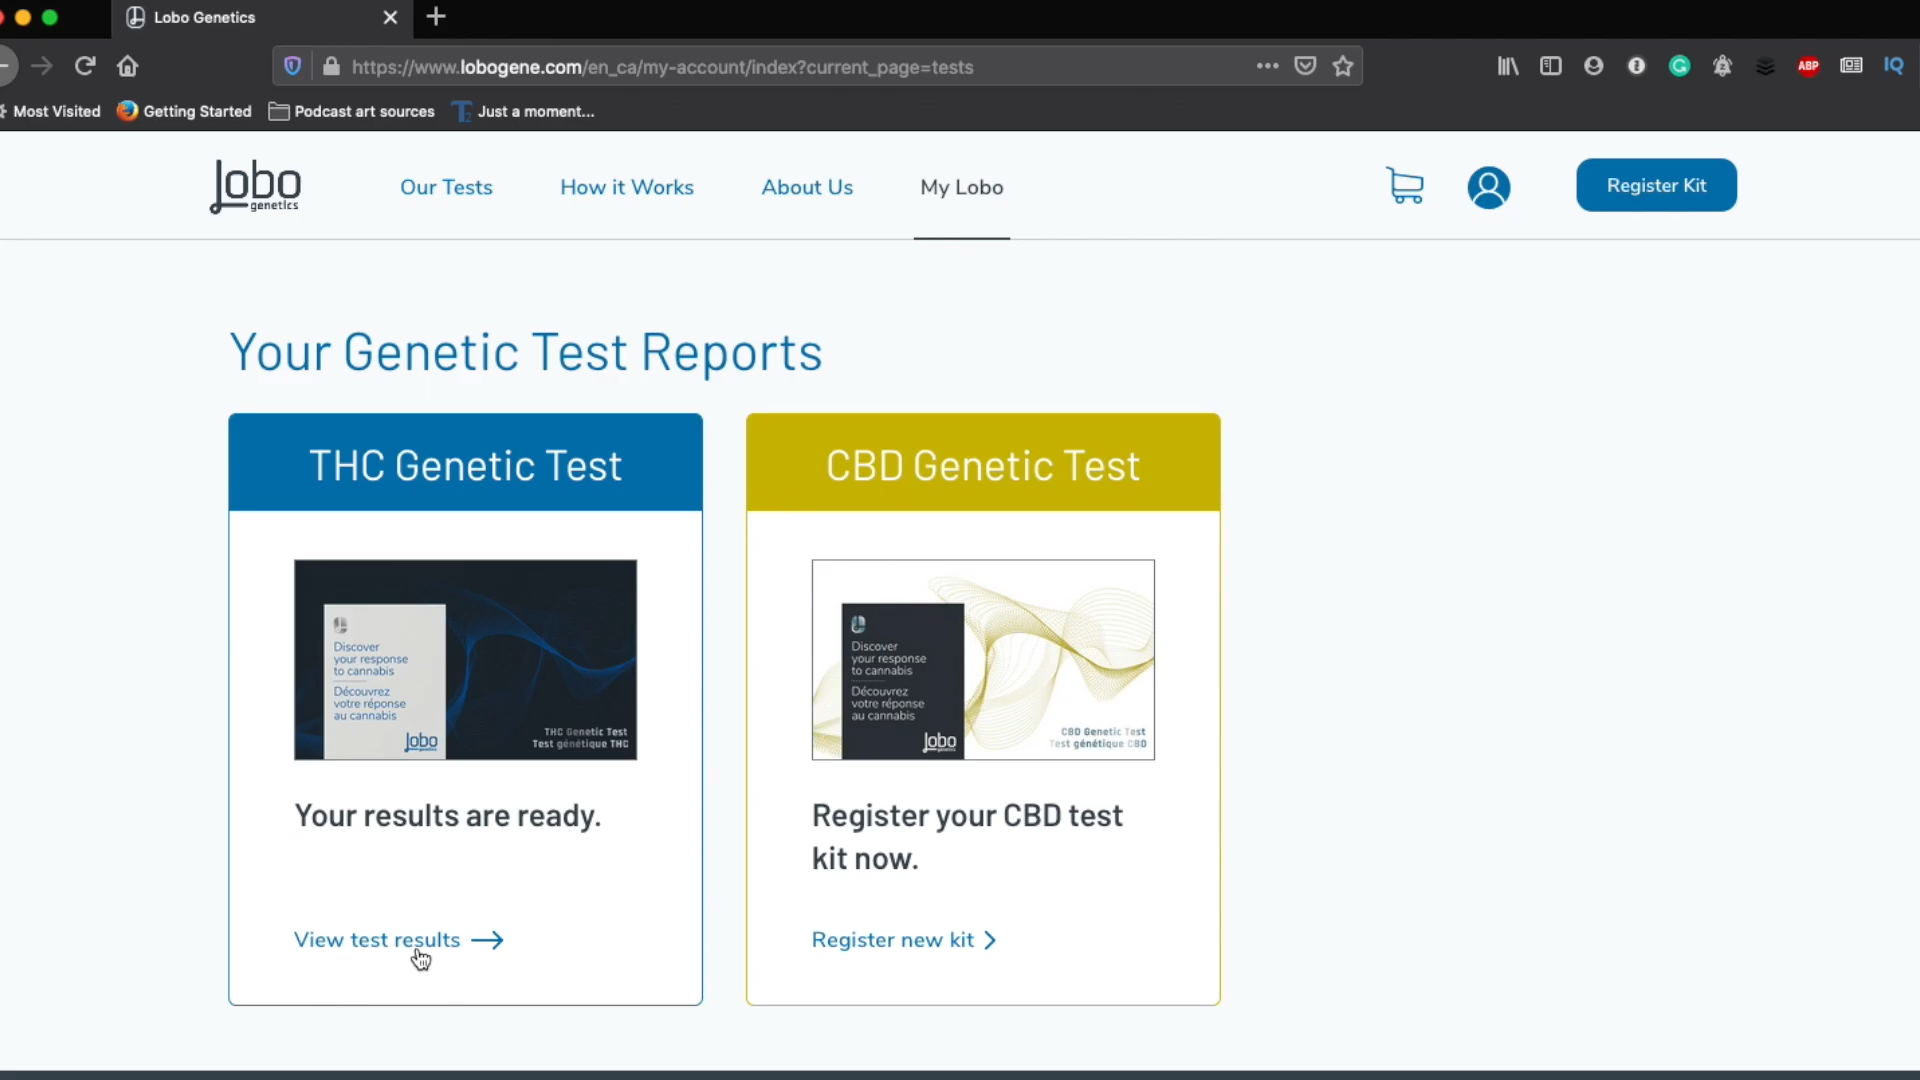 Lobo Genetics
https://www.lobogene.com/en_ca/my-account/index?current_page=tests
ABP
IQ
Most Visited
Getting Started
Podcast art sources
T2 Just a moment...
lobo
genetics
Our Tests
How it Works
About Us
My Lobo
Register Kit
Your Genetic Test Reports
THC Genetic Test
Discover
your response
to cannabis
Découvrez
votre réponse
au cannabis
lobo
THC Genetic Test
Test génétique THC
Your results are ready.
View test results
CBD Genetic Test
Discover
your response
to cannabis
Découvrez
votre réponse
au cannabis
lobo
CBD Genetic Test
Test génétique CBD
Register your CBD test
kit now.
Register new kit